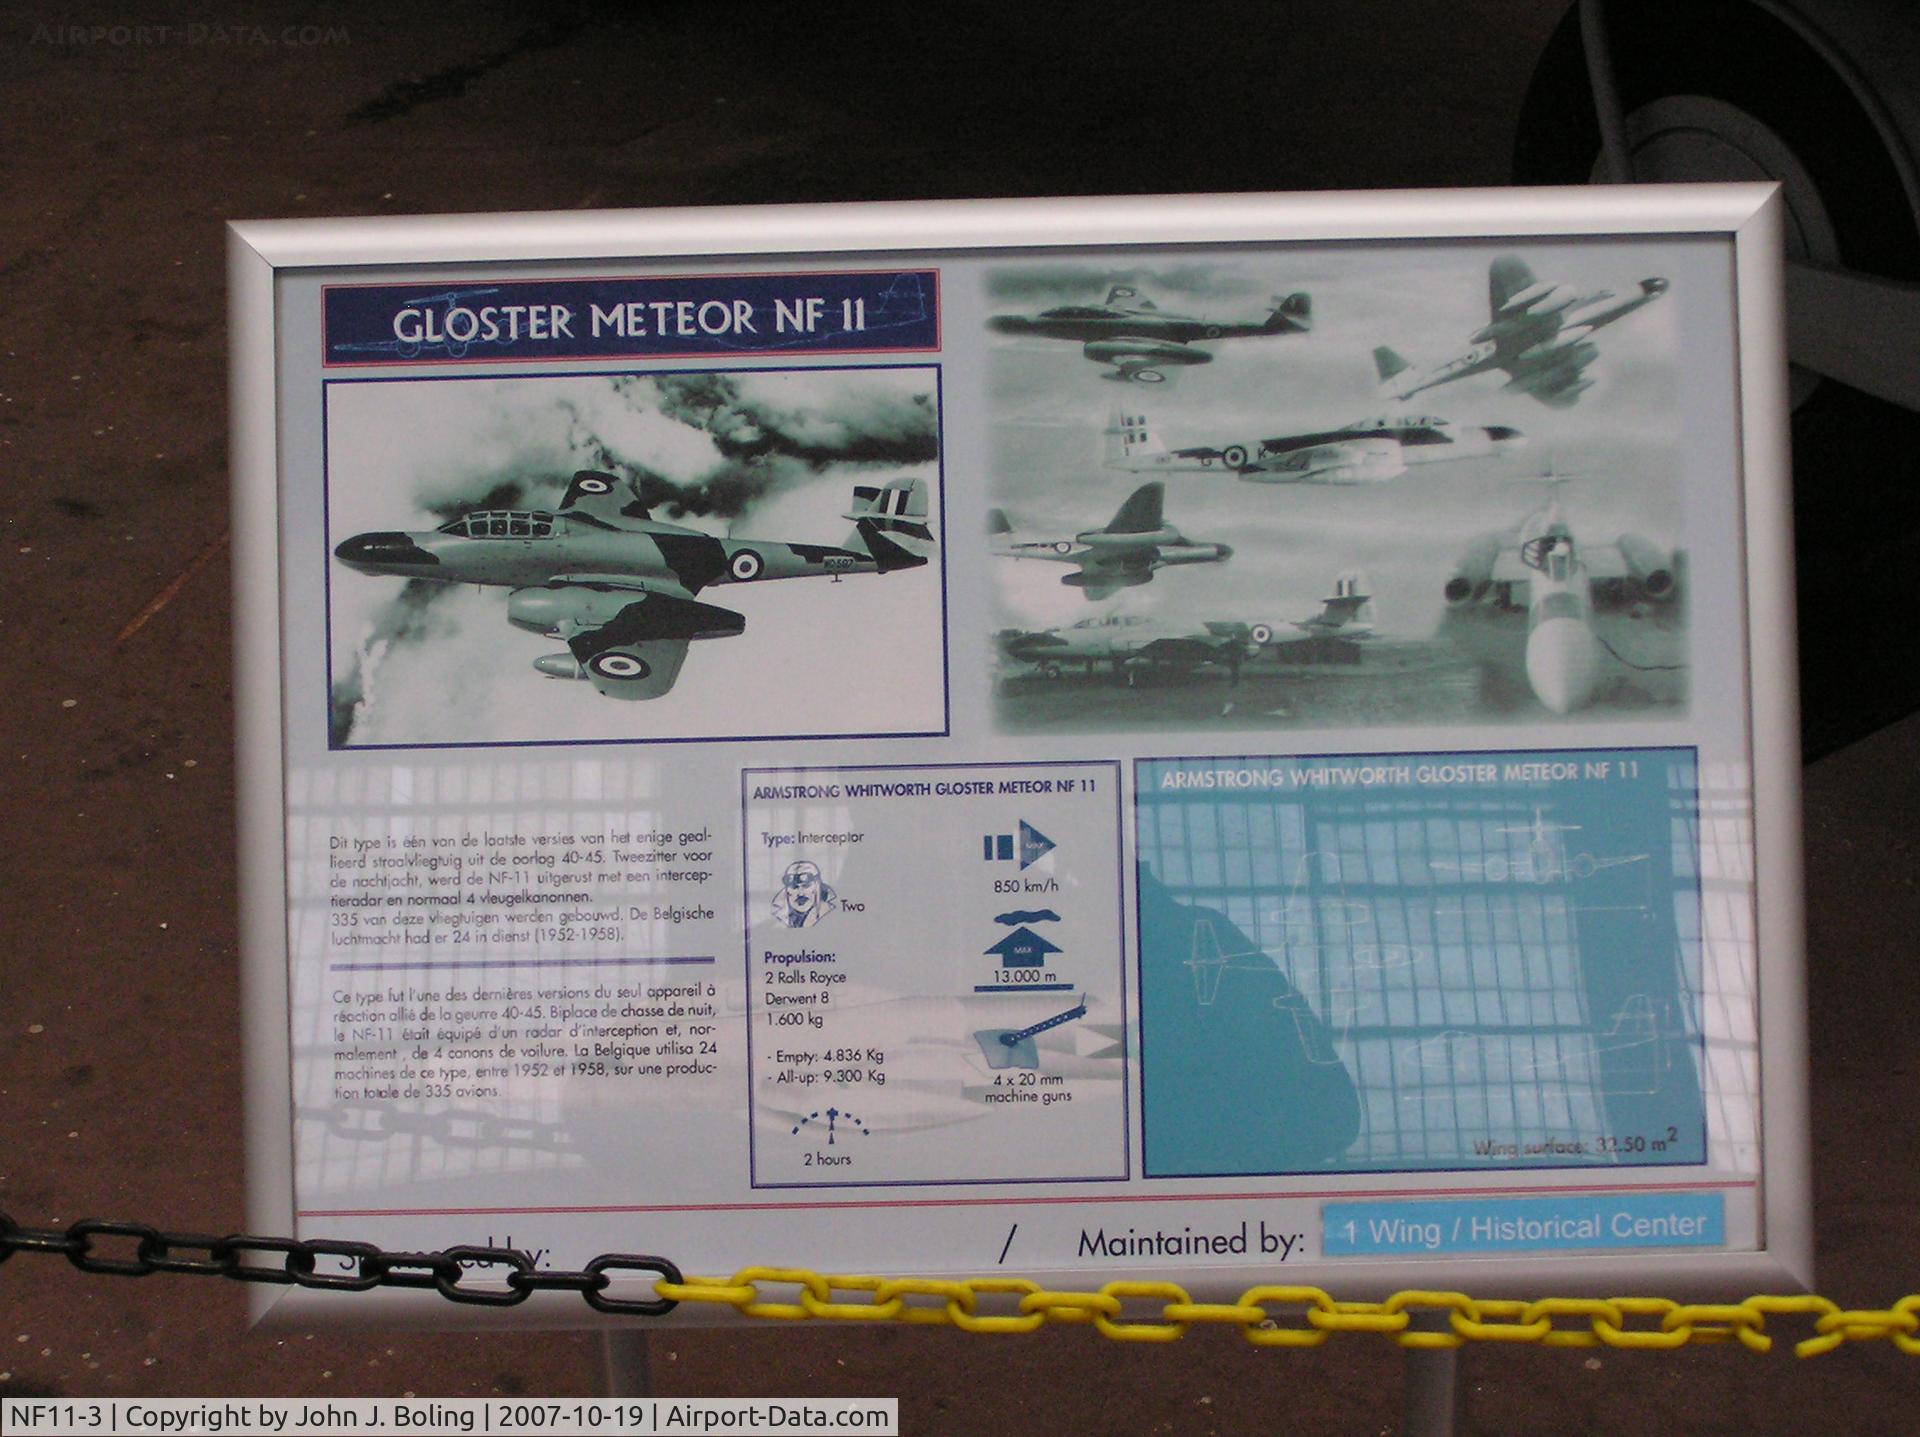 AIRPORT-DATA.COM
GLOSTER METEOR NF 11
WD597
G K
Dit type is één van de laatste versies van het enige geal-
lieerd straalvliegtuig uit de oorlog 40-45. Tweezitter voor
de nachtjacht, werd de NF-11 uitgerust met een intercep-
tieradar en normaal 4 vleugelkanonnen.
335 van deze vliegtuigen werden gebouwd. De Belgische
luchtmacht had er 24 in dienst (1952-1958).
Ce type fut l'une des dernières versions du seul appareil à
réaction allié de la geurre 40-45. Biplace de chasse de nuit,
le NF-11 était équipé d'un radar d'interception et, nor-
malement , de 4 canons de voilure. La Belgique utilisa 24
machines de ce type, entre 1952 et 1958, sur une produc-
tion totale de 335 avions.
ARMSTRONG WHITWORTH GLOSTER METEOR NF 11
Type: Interceptor
Two
Propulsion:
2 Rolls Royce
Derwent 8
1.600 kg
- Empty: 4.836 Kg
- All-up: 9.300 Kg
2 hours
MAX
850 km/h
MAX
13.000 m
4 x 20 mm
machine guns
ARMSTRONG WHITWORTH GLOSTER METEOR NF 11
Wing surface: 32.50 m²
Sponsored by:
/ Maintained by: 1 Wing / Historical Center
NF11-3 | Copyright by John J. Boling | 2007-10-19 | Airport-Data.com